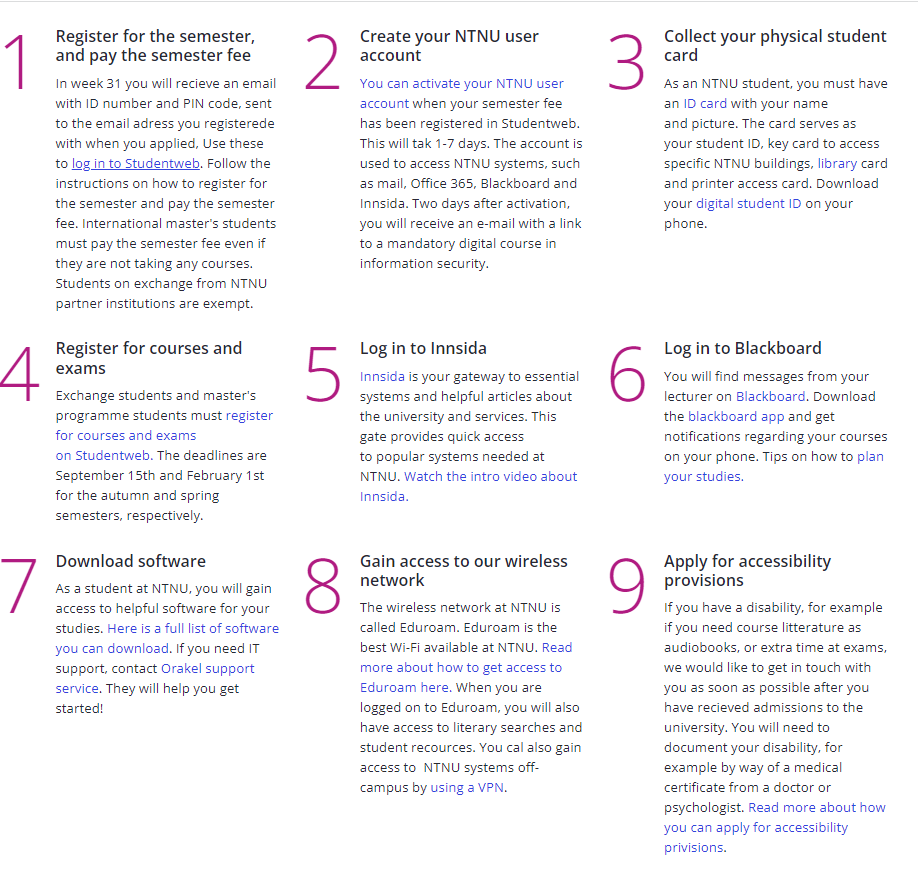 1
Register for the semester,
and pay the semester fee
In week 31 you will recieve an email
with ID number and PIN code, sent
to the email adress you registerede
with when you applied, Use these
to log in to Studentweb. Follow the
instructions on how to register for
the semester and pay the semester
fee. International master's students
must pay the semester fee even if
they are not taking any courses.
Students on exchange from NTNU
partner institutions are exempt.
2
Create your NTNU user
account
You can activate your NTNU user
account when your semester fee
has been registered in Studentweb.
This will tak 1-7 days. The account is
used to access NTNU systems, such
as mail, Office 365, Blackboard and
Innsida. Two days after activation,
you will receive an e-mail with a link
to a mandatory digital course in
information security.
3
Collect your physical student
card
As an NTNU student, you must have
an ID card with your name
and picture. The card serves as
your student ID, key card to access
specific NTNU buildings, library card
and printer access card. Download
your digital student ID on your
phone.
4
Register for courses and
exams
Exchange students and master's
programme students must register
for courses and exams
on Studentweb. The deadlines are
September 15th and February 1st
for the autumn and spring
semesters, respectively.
5
Log in to Innsida
Innsida is your gateway to essential
systems and helpful articles about
the university and services. This
gate provides quick access
to popular systems needed at
NTNU. Watch the intro video about
Innsida.
6
Log in to Blackboard
You will find messages from your
lecturer on Blackboard. Download
the blackboard app and get
notifications regarding your courses
on your phone. Tips on how to plan
your studies.
7
Download software
As a student at NTNU, you will gain
access to helpful software for your
studies. Here is a full list of software
you can download. If you need IT
support, contact Orakel support
service. They will help you get
started!
8
Gain access to our wireless
network
The wireless network at NTNU is
called Eduroam. Eduroam is the
best Wi-Fi available at NTNU. Read
more about how to get access to
Eduroam here. When you are
logged on to Eduroam, you will also
have access to literary searches and
student recources. You cal also gain
access to NTNU systems off-
campus by using a VPN.
9
Apply for accessibility
provisions
If you have a disability, for example
if you need course litterature as
audiobooks, or extra time at exams,
we would like to get in touch with
you as soon as possible after you
have recieved admissions to the
university. You will need to
document your disability, for
example by way of a medical
certificate from a doctor or
psychologist. Read more about how
you can apply for accessibility
privisions.